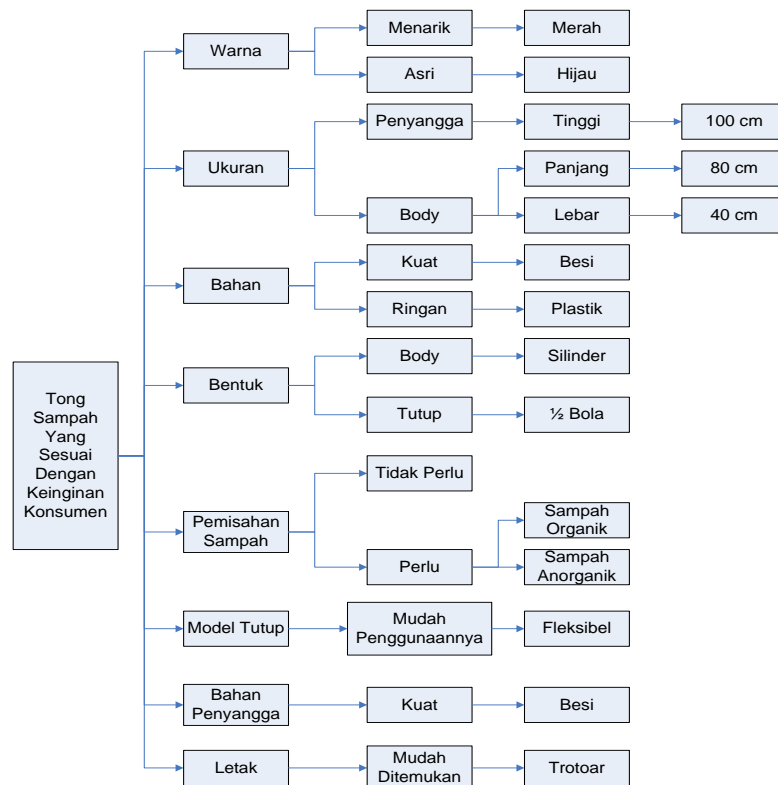 Tong
Sampah
Yang
Sesuai
Dengan
Keinginan
Konsumen
Warna
Menarik
Merah
Asri
Hijau
Ukuran
Penyangga
Tinggi
100 cm
Body
Panjang
80 cm
Lebar
40 cm
Bahan
Kuat
Besi
Ringan
Plastik
Bentuk
Body
Silinder
Tutup
½ Bola
Pemisahan
Sampah
Tidak Perlu
Perlu
Sampah
Organik
Sampah
Anorganik
Model Tutup
Mudah
Penggunaannya
Fleksibel
Bahan
Penyangga
Kuat
Besi
Letak
Mudah
Ditemukan
Trotoar